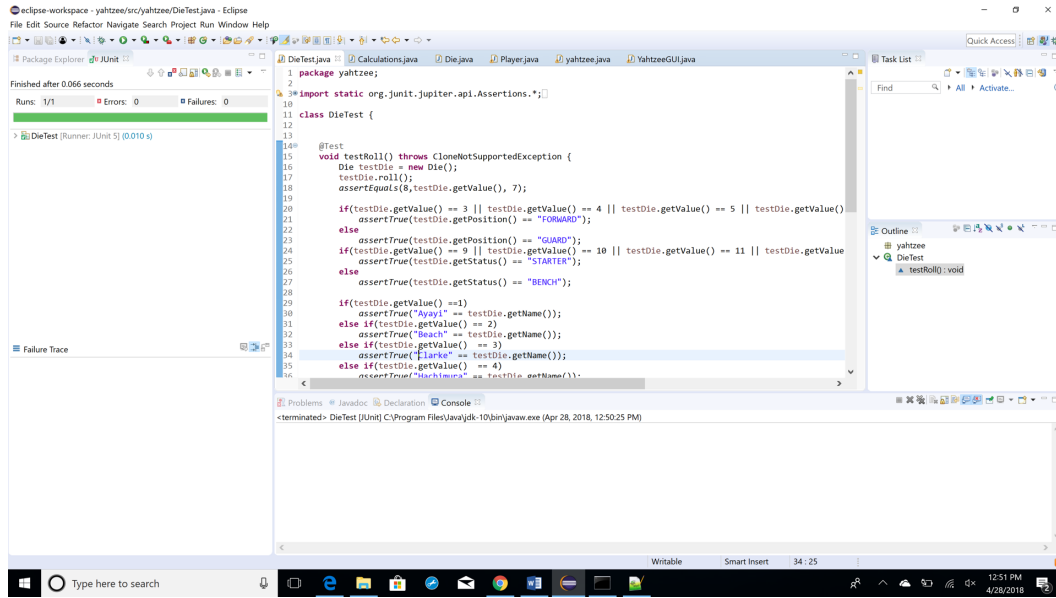 eclipse-workspace - yahtzee/src/yahtzee/DieTest.java - Eclipse
File Edit Source Refactor Navigate Search Project Run Window Help
Quick Access
Package Explorer JUnit
Finished after 0.066 seconds
Runs: 1/1 Errors: 0 Failures: 0
DieTest [Runner: JUnit 5] (0.010 s)
Failure Trace
DieTest.java Calculations.java Die.java Player.java yahtzee.java YahtzeeGUI.java
1 package yahtzee;
2
3 import static org.junit.jupiter.api.Assertions.*;
10
11 class DieTest {
12
13
14 @Test
15 void testRoll() throws CloneNotSupportedException {
16 Die testDie = new Die();
17 testDie.roll();
18 assertEquals(8,testDie.getValue(), 7);
19
20 if(testDie.getValue() == 3 || testDie.getValue() == 4 || testDie.getValue() == 5 || testDie.getValue()
21 assertTrue(testDie.getPosition() == "FORWARD");
22 else
23 assertTrue(testDie.getPosition() == "GUARD");
24 if(testDie.getValue() == 9 || testDie.getValue() == 10 || testDie.getValue() == 11 || testDie.getValue
25 assertTrue(testDie.getStatus() == "STARTER");
26 else
27 assertTrue(testDie.getStatus() == "BENCH");
28
29 if(testDie.getValue() ==1)
30 assertTrue("Ayayi" == testDie.getName());
31 else if(testDie.getValue() == 2)
32 assertTrue("Beach" == testDie.getName());
33 else if(testDie.getValue() == 3)
34 assertTrue("Clarke" == testDie.getName());
35 else if(testDie.getValue() == 4)
36 assertTrue("Hachimura" == testDie.getName());
Task List
Find All Activate...
Outline
yahtzee
DieTest
testRoll() : void
Problems Javadoc Declaration Console
<terminated> DieTest [JUnit] C:\Program Files\Java\jdk-10\bin\javaw.exe (Apr 28, 2018, 12:50:25 PM)
Writable Smart Insert 34 : 25
Type here to search
12:51 PM
4/28/2018